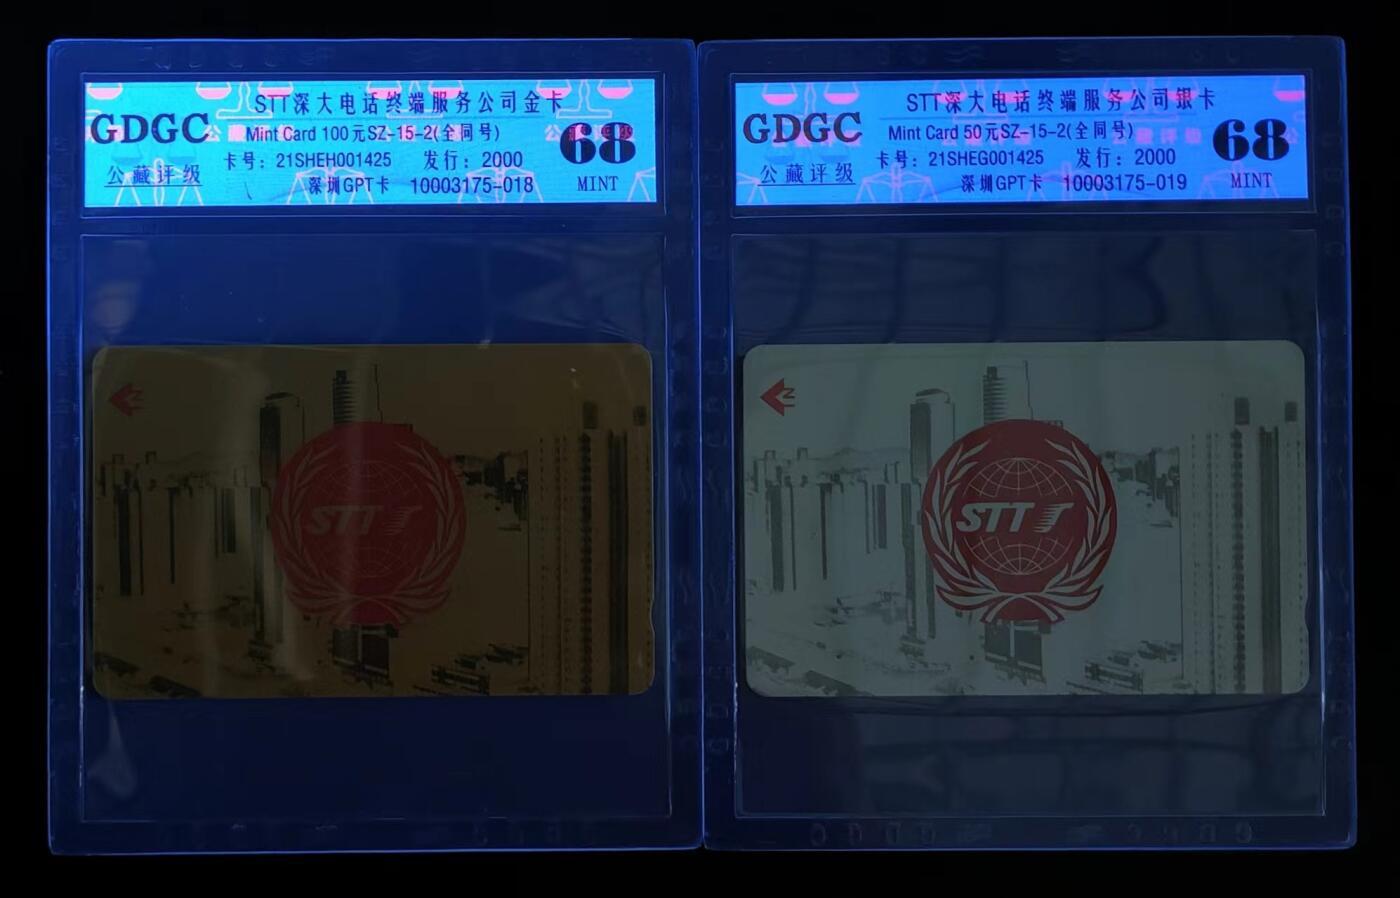 STT深大电话终端服务公司金卡
GDGC
Mint Card 100元SZ-15-2(全同号)
68
卡号：21SHEH001425 发行：2000
公藏评级
深圳GPT卡 10003175-018
MINT
STT
STT深大电话终端服务公司银卡
GDGC
Mint Card 50元SZ-15-2(全同号)
68
卡号：21SHEG001425 发行：2000
公藏评级
深圳GPT卡 10003175-019
MINT
STT